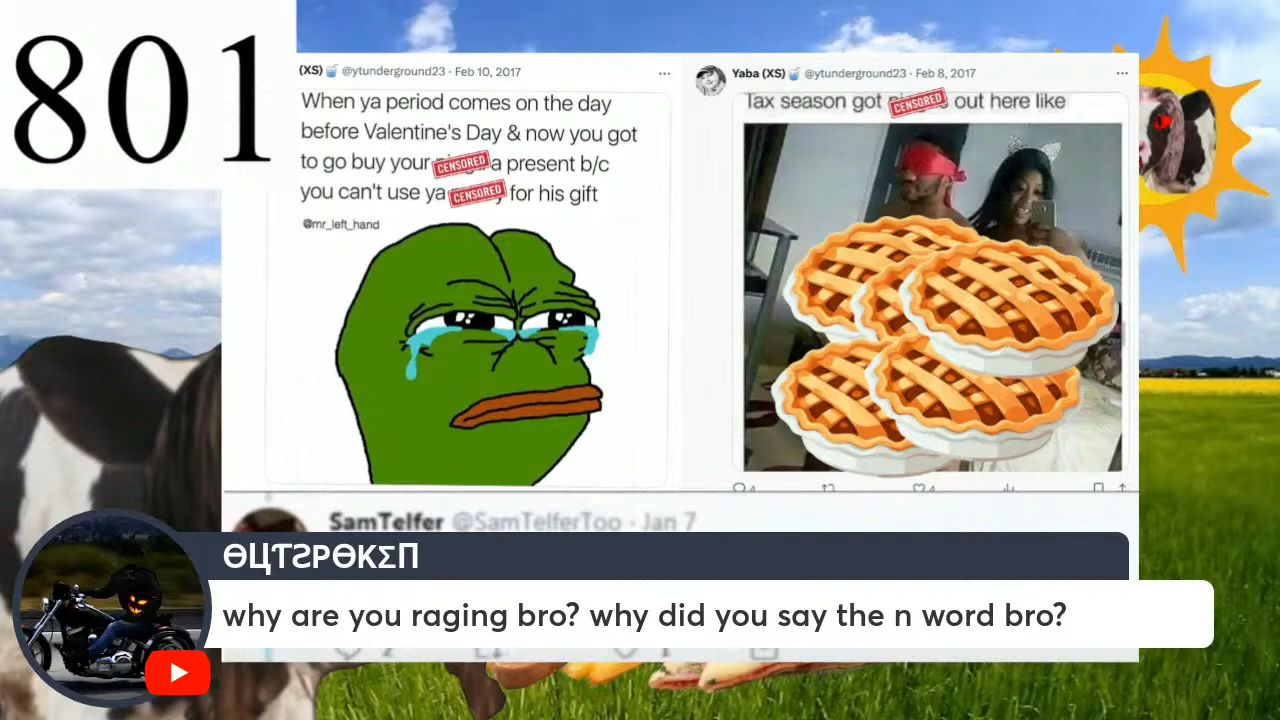 801
(XS) @ytunderground23 · Feb 10, 2017
When ya period comes on the day
before Valentine's Day & now you got
to go buy your CENSORED a present b/c
you can't use ya CENSORED for his gift
@mr_left_hand
Yaba (XS) @ytunderground23 · Feb 8, 2017
Tax season got CENSORED out here like
SamTelfer @SamTelferToo · Jan 7
ӨЦƬƧPӨKΣП
why are you raging bro? why did you say the n word bro?